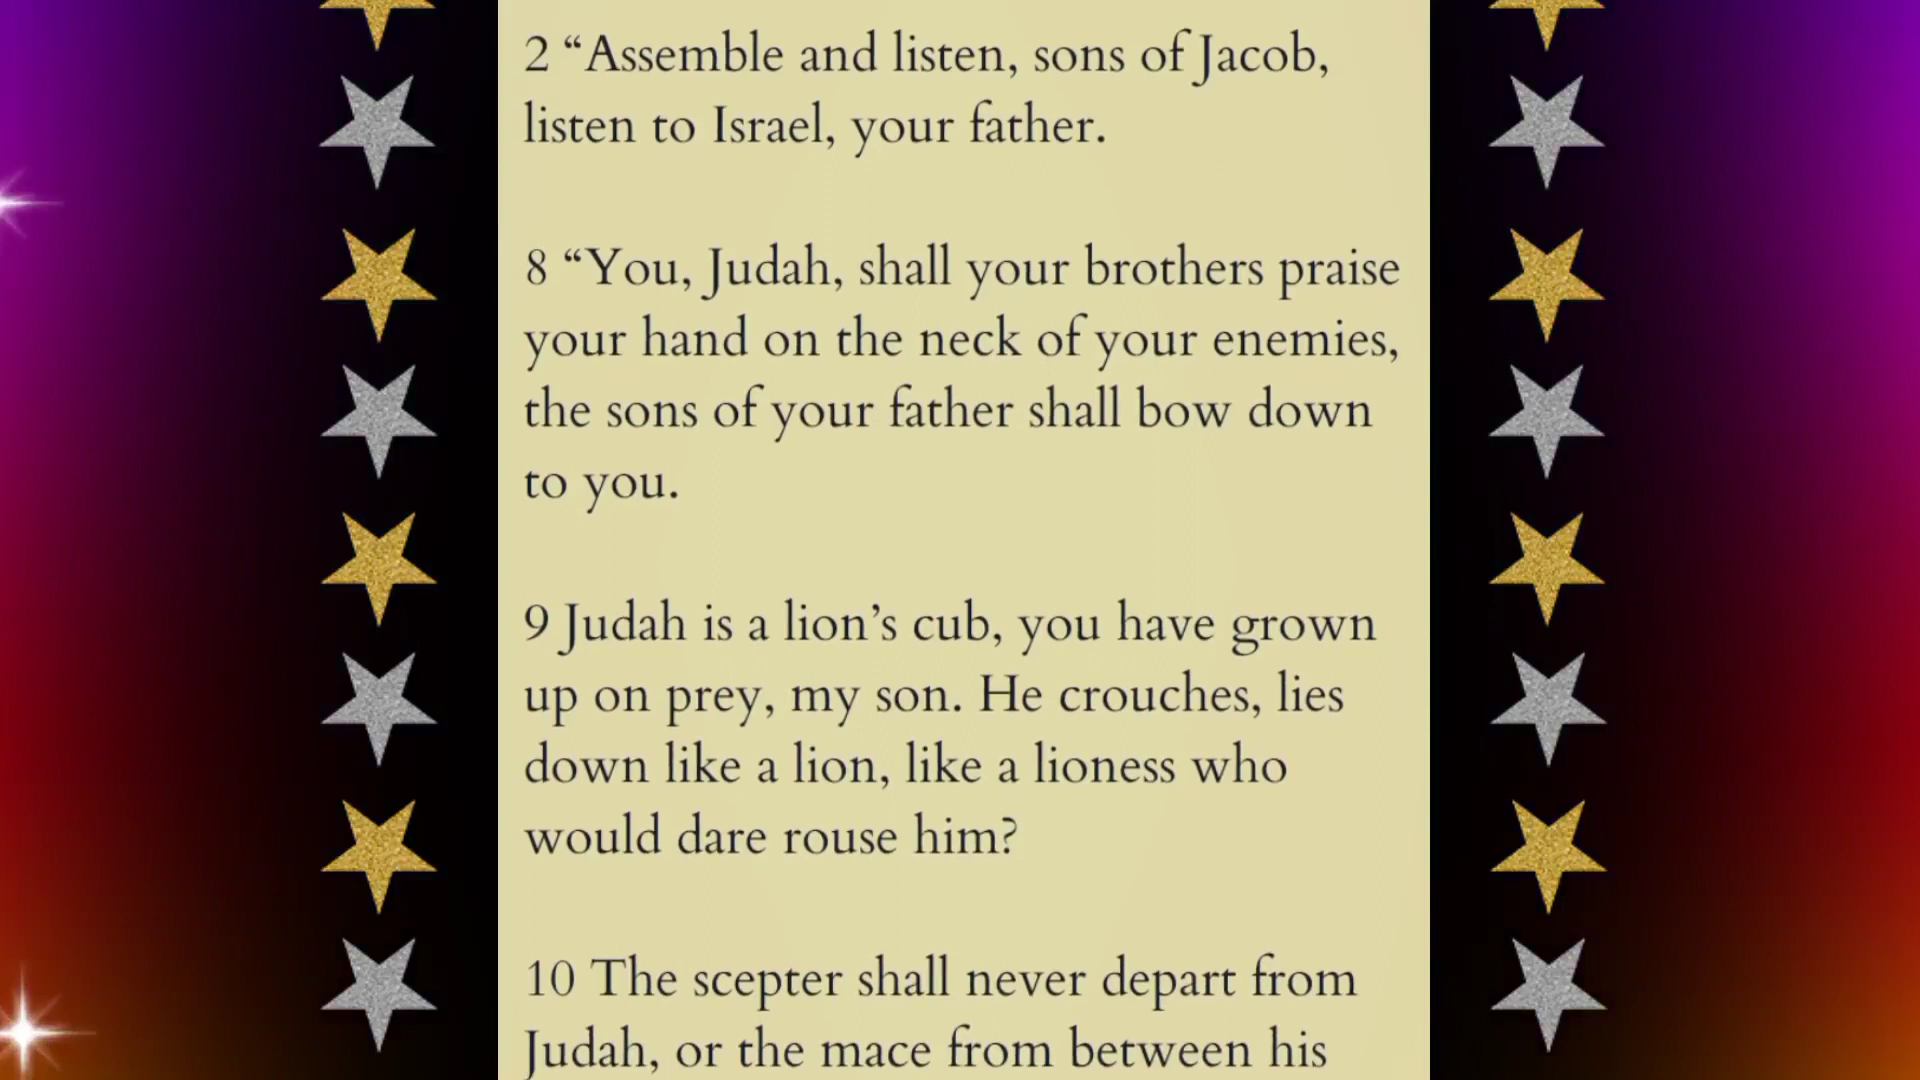 2 “Assemble and listen, sons of Jacob,
listen to Israel, your father.
8 “You, Judah, shall your brothers praise
your hand on the neck of your enemies,
the sons of your father shall bow down
to you.
9 Judah is a lion’s cub, you have grown
up on prey, my son. He crouches, lies
down like a lion, like a lioness who
would dare rouse him?
10 The scepter shall never depart from
Judah, or the mace from between his